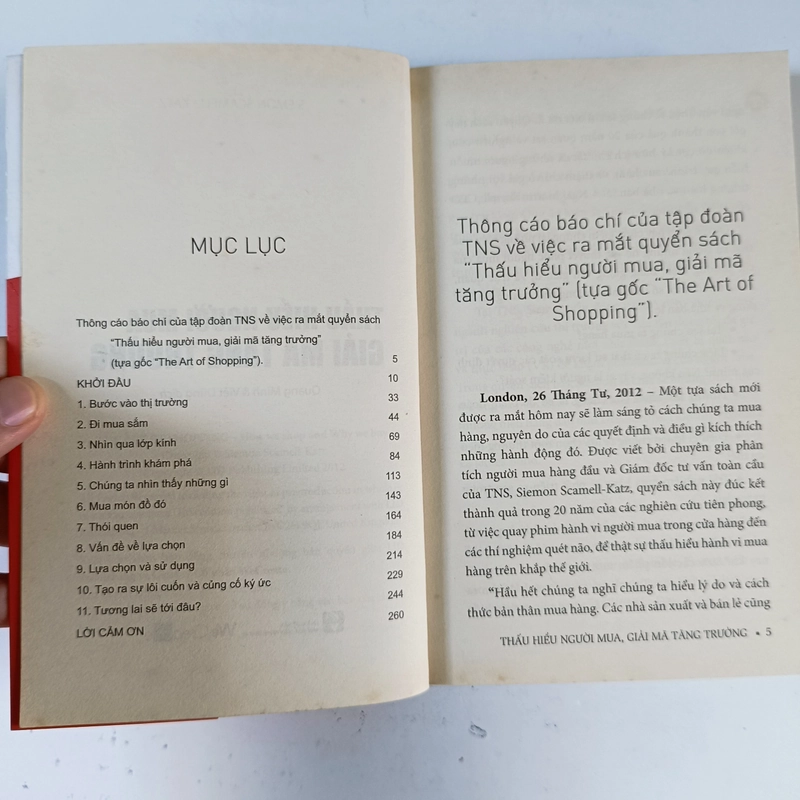 MỤC LỤC
Thông cáo báo chí của tập đoàn TNS về việc ra mắt quyển sách
"Thấu hiểu người mua, giải mã tăng trưởng"
(tựa gốc "The Art of Shopping"). 5
KHỞI ĐẦU 10
1. Bước vào thị trường 33
2. Đi mua sắm 44
3. Nhìn qua lớp kính 69
4. Hành trình khám phá 84
5. Chúng ta nhìn thấy những gì 113
6. Mua món đồ đó 143
7. Thói quen 164
8. Vấn đề về lựa chọn 184
9. Lựa chọn và sử dụng 214
10. Tạo ra sự lôi cuốn và củng cố ký ức 229
11. Tương lai sẽ tới đâu? 244
LỜI CẢM ƠN 260
Thông cáo báo chí của tập đoàn
TNS về việc ra mắt quyển sách
"Thấu hiểu người mua, giải mã
tăng trưởng" (tựa gốc "The Art of
Shopping").
London, 26 Tháng Tư, 2012 – Một tựa sách mới
được ra mắt hôm nay sẽ làm sáng tỏ cách chúng ta mua
hàng, nguyên do của các quyết định và điều gì kích thích
những hành động đó. Được viết bởi chuyên gia phân
tích người mua hàng đầu và Giám đốc tư vấn toàn cầu
của TNS, Siemon Scamell-Katz, quyển sách này đúc kết
thành quả trong 20 năm của các nghiên cứu tiên phong,
từ việc quay phim hành vi người mua trong cửa hàng đến
các thí nghiệm quét não, để thật sự thấu hiểu hành vi mua
hàng trên khắp thế giới.
"Hầu hết chúng ta nghĩ chúng ta hiểu lý do và cách
thức bản thân mua hàng. Các nhà sản xuất và bán lẻ cũng
THẤU HIỂU NGƯỜI MUA, GIẢI MÃ TĂNG TRƯỞNG • 5